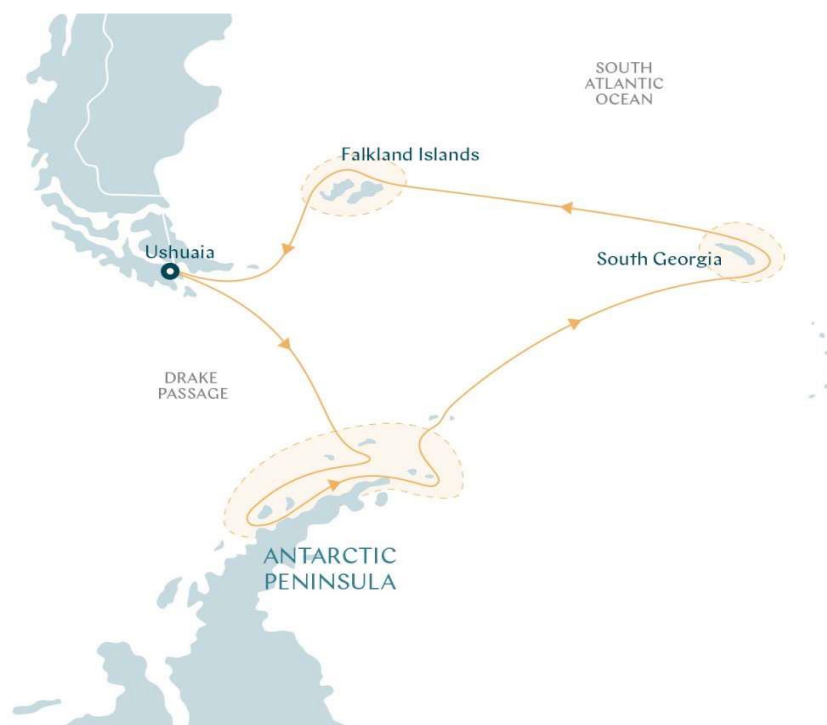 SOUTH
ATLANTIC
OCEAN
Falkland Islands
Ushuaia
South Georgia
DRAKE
PASSAGE
ANTARCTIC
PENINSULA